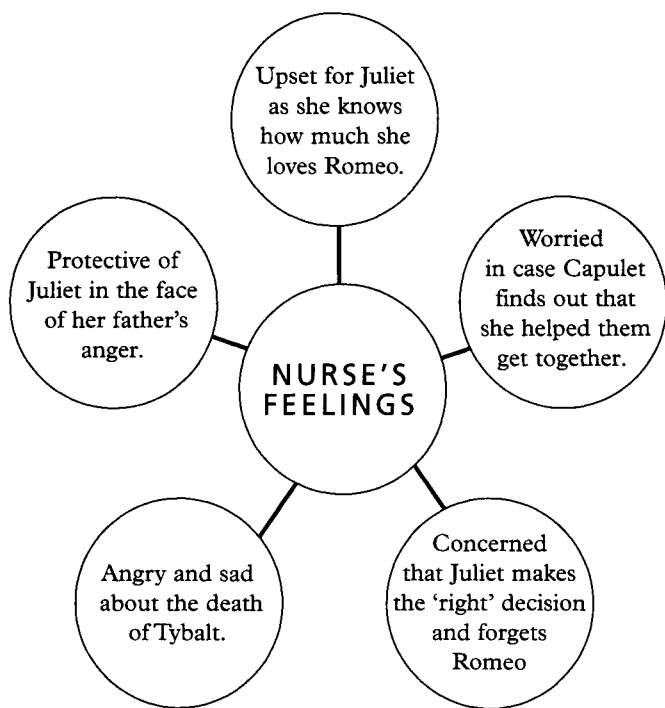 Upset for Juliet
as she knows
how much she
loves Romeo.
Protective of
Juliet in the face
of her father's
anger.
Worried
in case Capulet
finds out that
she helped them
get together.
NURSE'S
FEELINGS
Angry and sad
about the death
of Tybalt.
Concerned
that Juliet makes
the 'right' decision
and forgets
Romeo